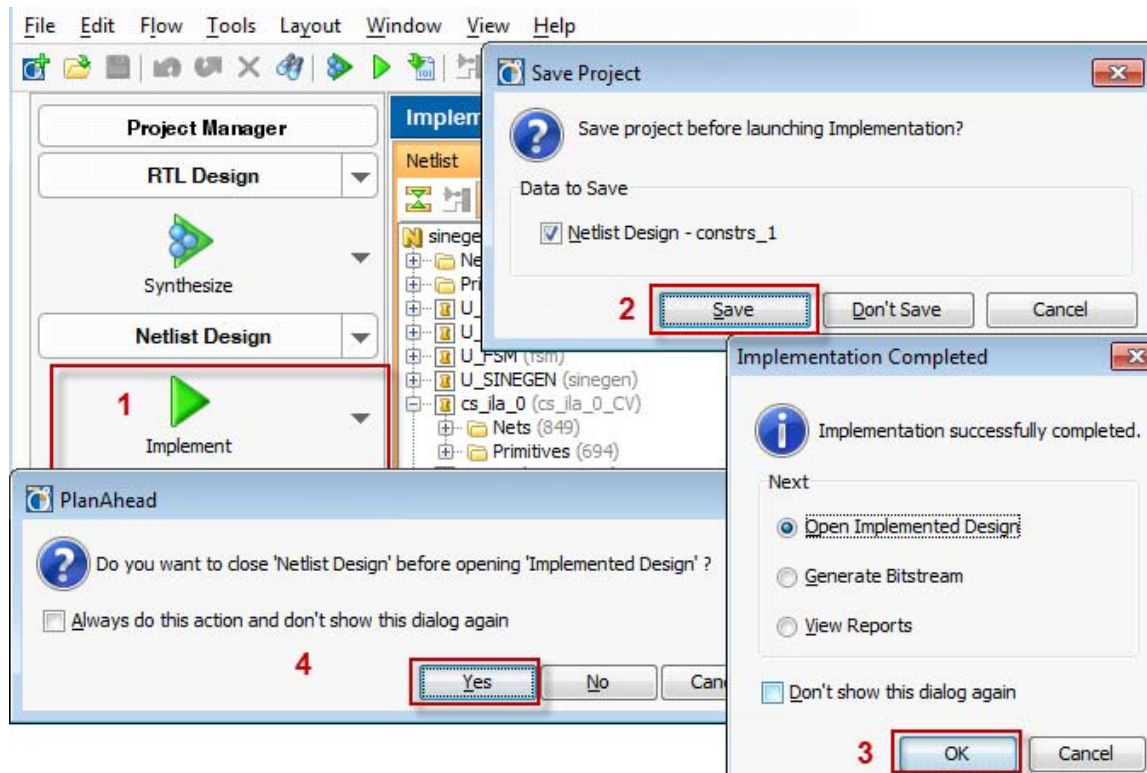 File Edit Flow Tools Layout Window View Help
Save Project
Project Manager
RTL Design
Synthesize
Netlist Design
1
Implement
Implem
Netlist
sinege
Ne
Pri
U_
U_
U_FSM (fsm)
U_SINEGEN (sinegen)
cs_ila_0 (cs_ila_0_CV)
Nets (849)
Primitives (694)
Save project before launching Implementation?
Data to Save
Netlist Design - constrs_1
2 Save Don't Save Cancel
Implementation Completed
Implementation successfully completed.
Next
Open Implemented Design
Generate Bitstream
View Reports
Don't show this dialog again
3 OK Cancel
PlanAhead
Do you want to close 'Netlist Design' before opening 'Implemented Design' ?
Always do this action and don't show this dialog again
4
Yes No Canc